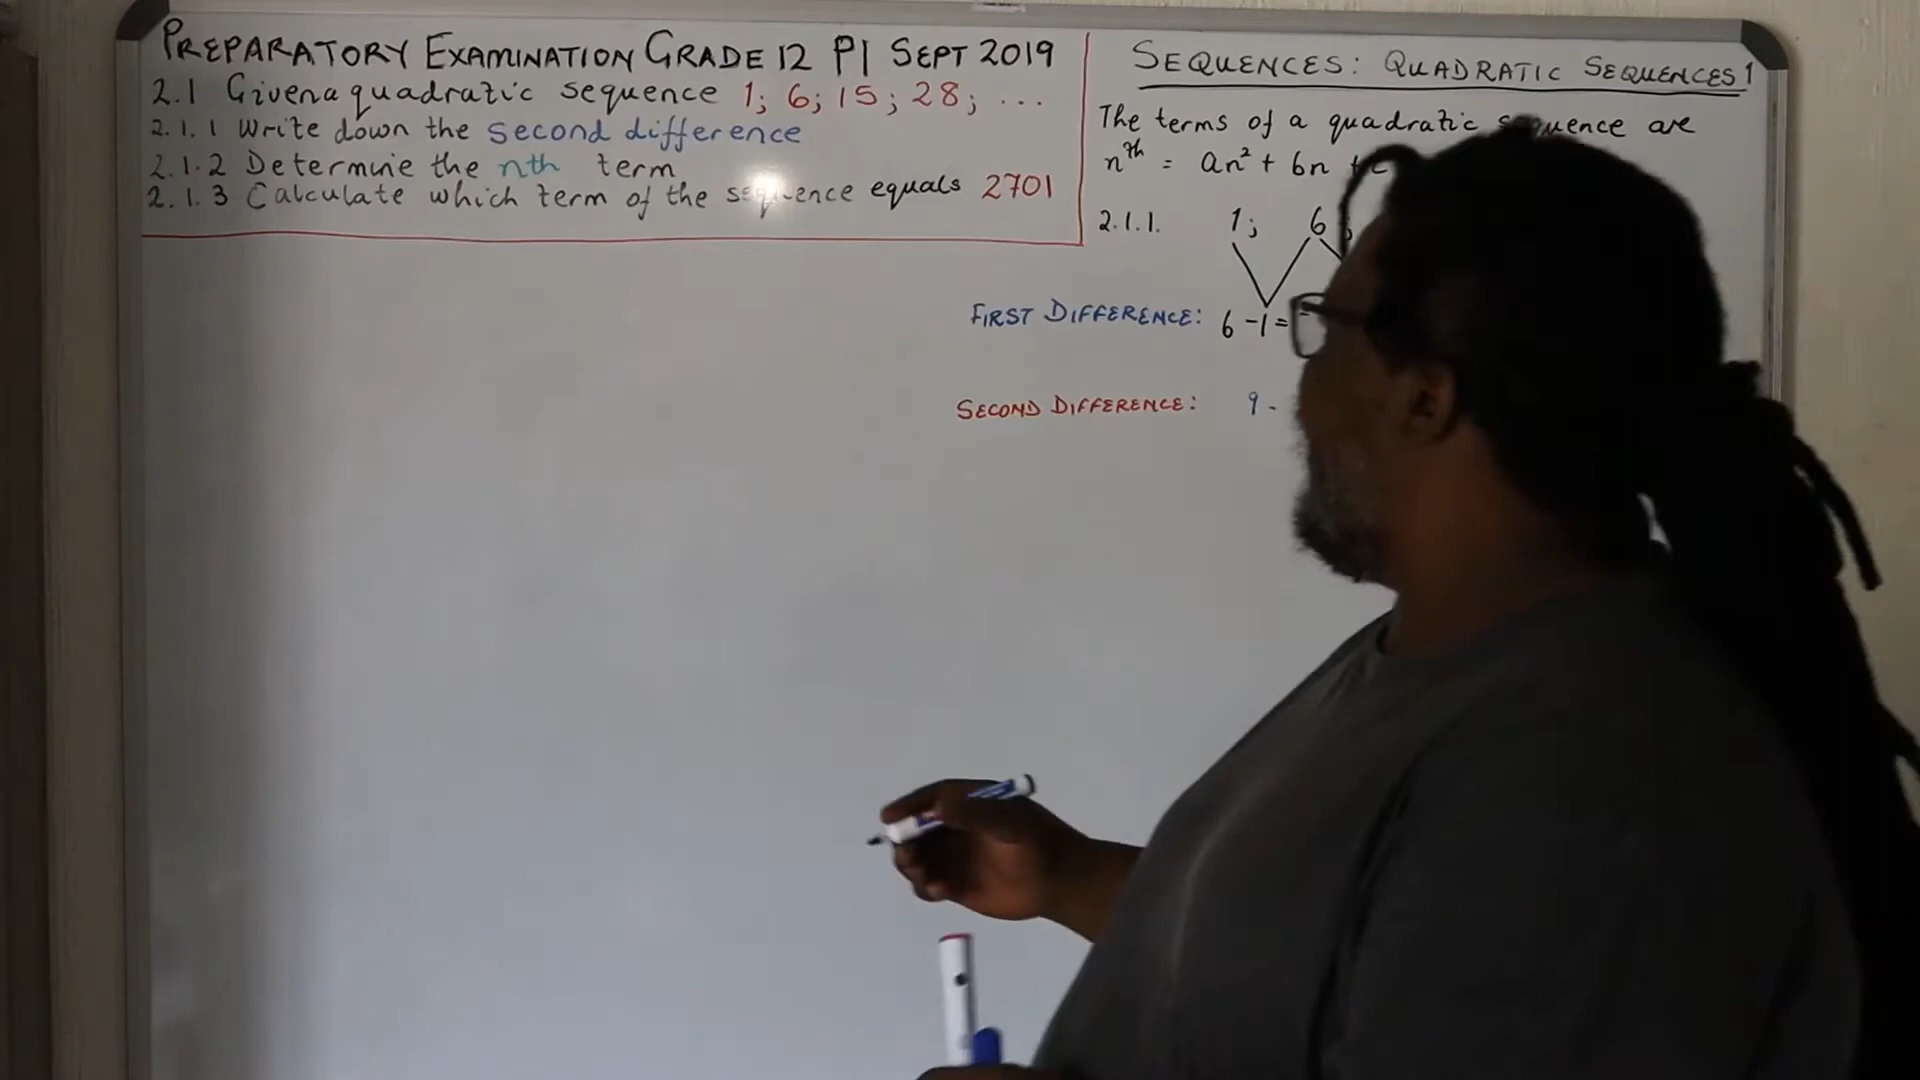 PREPARATORY EXAMINATION GRADE 12 P1 SEPT 2019
2.1 Given a quadratic sequence 1; 6; 15; 28; ...
2.1.1 Write down the second difference
2.1.2 Determine the nth term
2.1.3 Calculate which term of the sequence equals 2701
SEQUENCES: QUADRATIC SEQUENCES 1
The terms of a quadratic sequence are
nth = an² + bn + c
2.1.1. 1; 6;
FIRST DIFFERENCE: 6 - 1 =
SECOND DIFFERENCE: 9 -